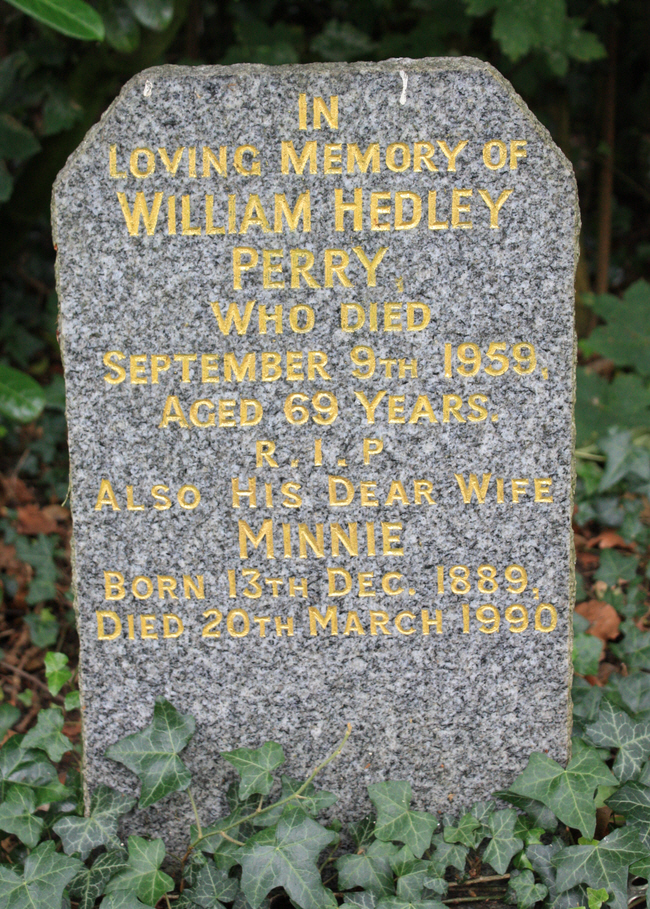 IN
LOVING MEMORY OF
WILLIAM HEDLEY
PERRY,
WHO DIED
SEPTEMBER 9TH 1959,
AGED 69 YEARS.
R.I.P
ALSO HIS DEAR WIFE
MINNIE
BORN 13TH DEC. 1889,
DIED 20TH MARCH 1990